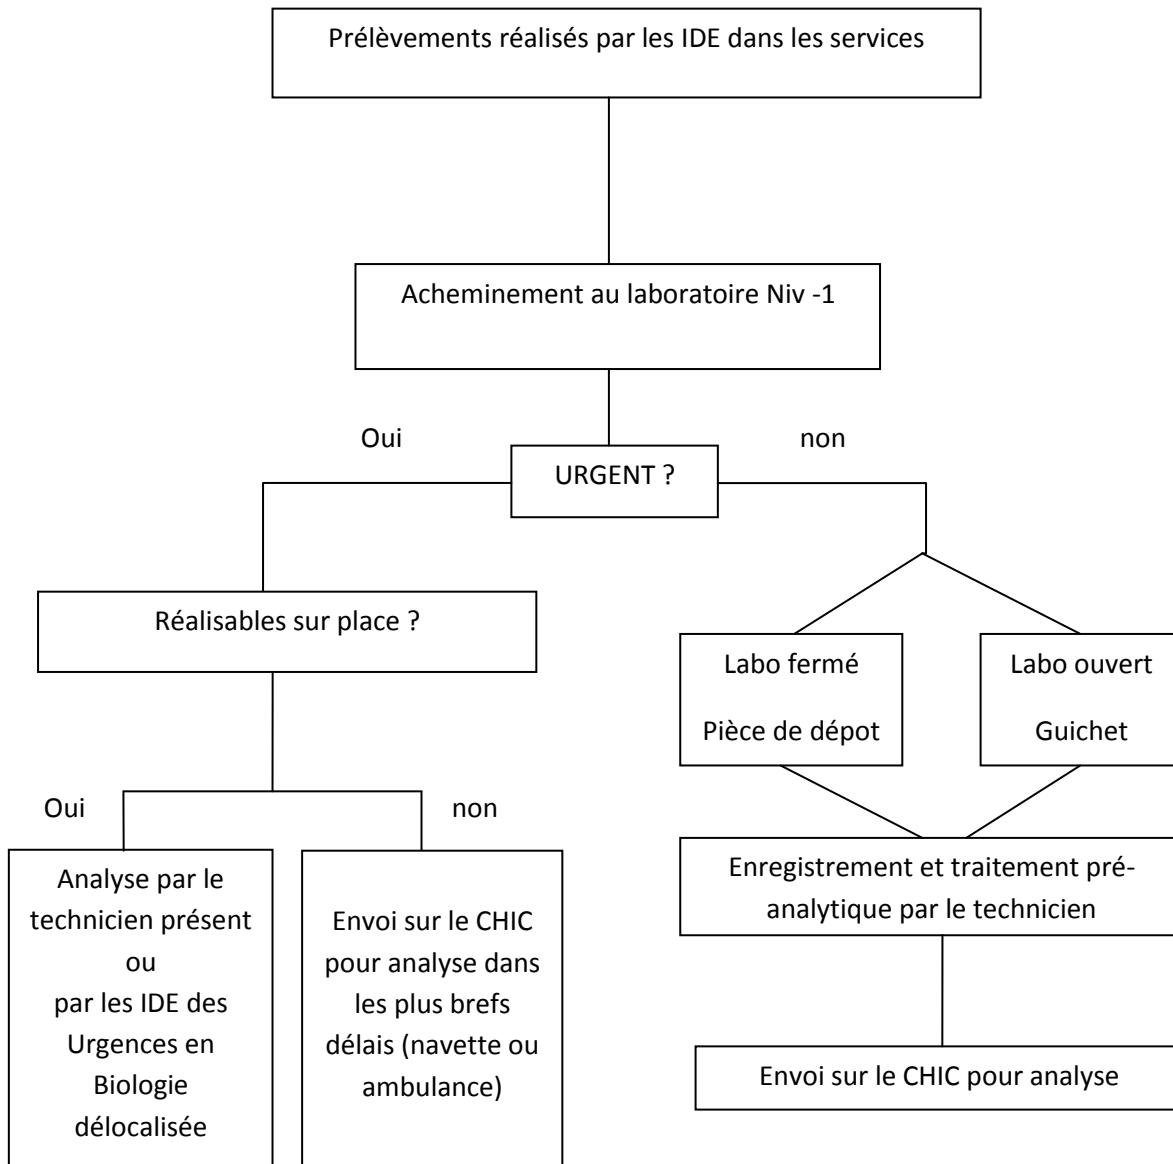 Prélèvements réalisés par les IDE dans les services
Acheminement au laboratoire Niv -1
Oui
non
URGENT ?
Réalisables sur place ?
Labo fermé
Pièce de dépot
Labo ouvert
Guichet
Oui
non
Analyse par le
technicien présent
ou
par les IDE des
Urgences en
Biologie
délocalisée
Envoi sur le CHIC
pour analyse dans
les plus brefs
délais (navette ou
ambulance)
Enregistrement et traitement pré-
analytique par le technicien
Envoi sur le CHIC pour analyse